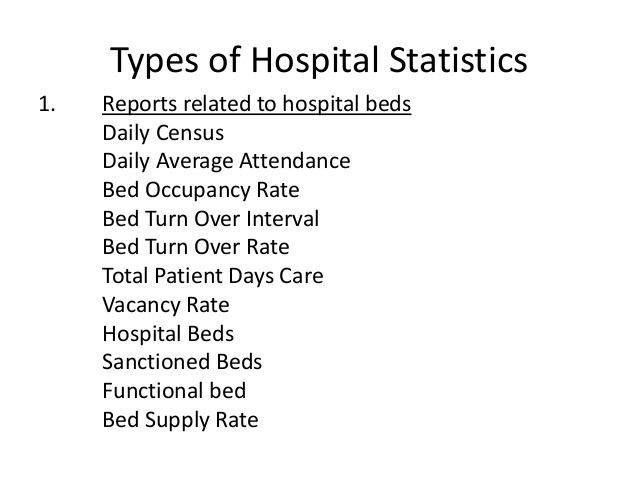 Types of Hospital Statistics
1. Reports related to hospital beds
Daily Census
Daily Average Attendance
Bed Occupancy Rate
Bed Turn Over Interval
Bed Turn Over Rate
Total Patient Days Care
Vacancy Rate
Hospital Beds
Sanctioned Beds
Functional bed
Bed Supply Rate